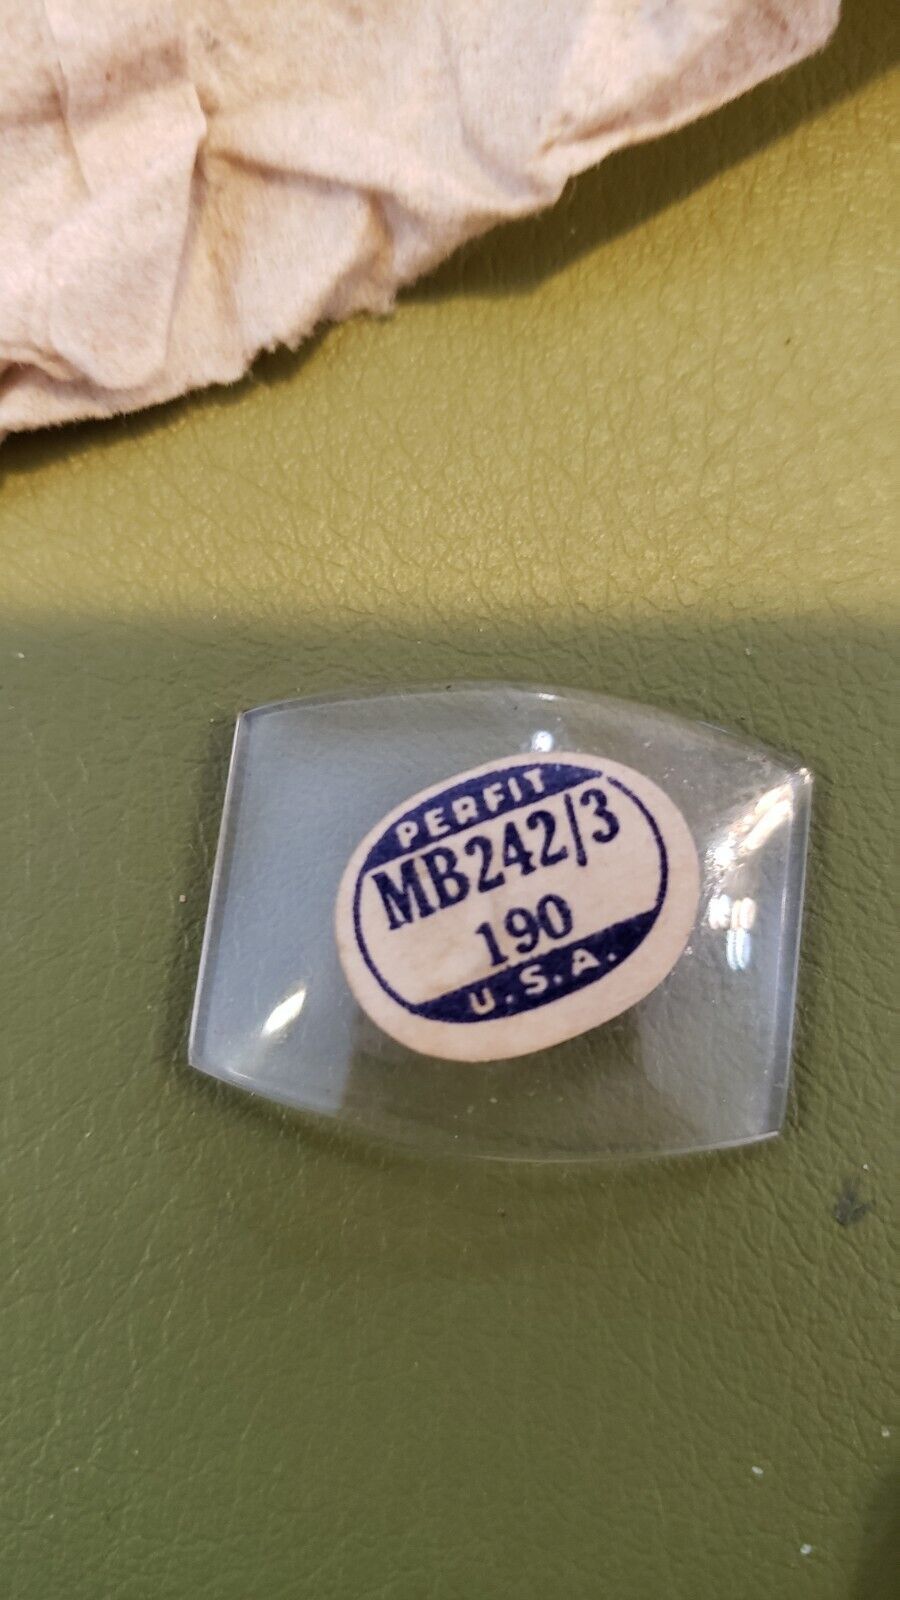 PERFIT
MB242/3
190
U.S.A.